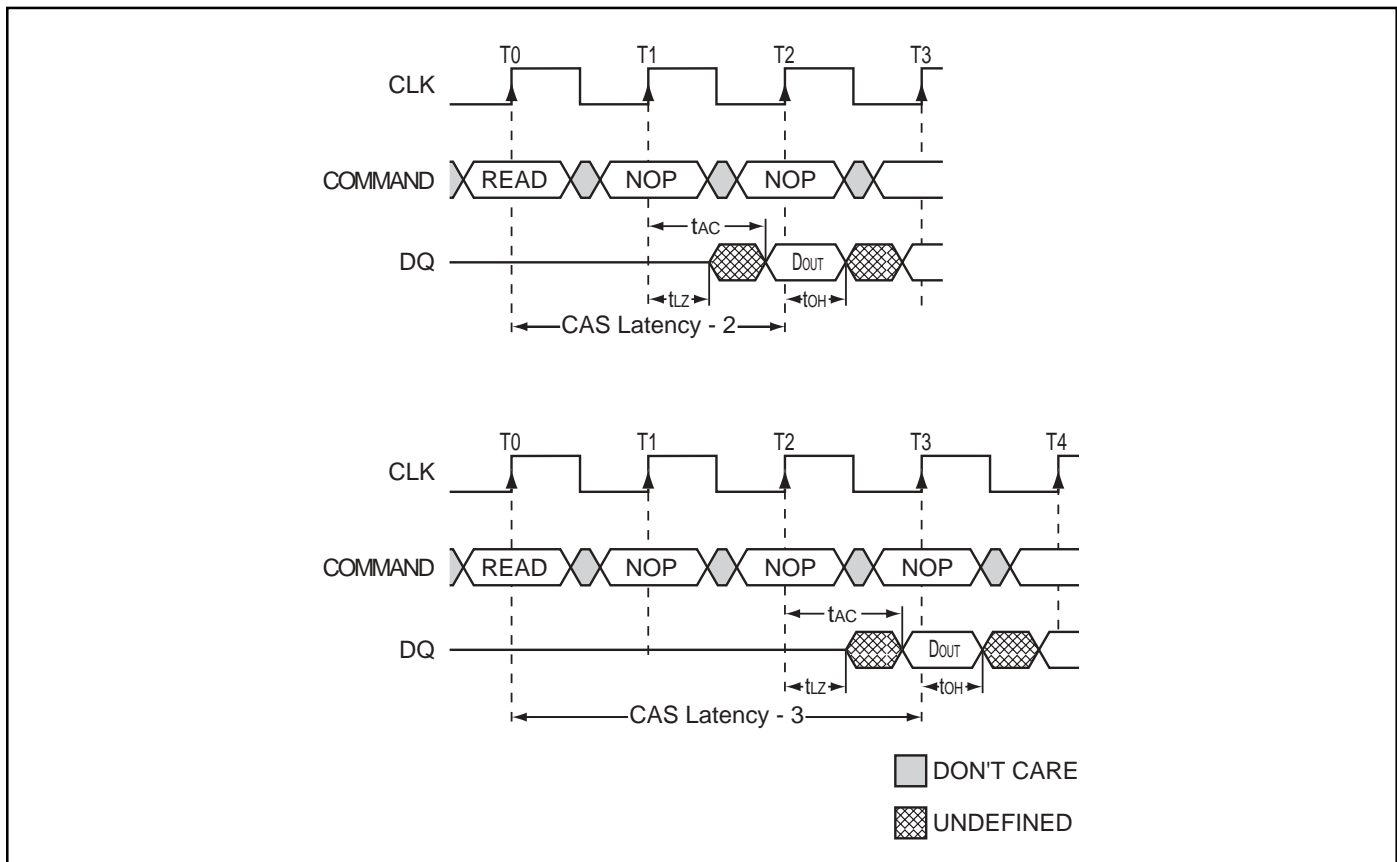 T0 T1 T2 T3
CLK
COMMAND READ NOP NOP
tAC
DQ DOUT
tLZ tOH
CAS Latency - 2
T0 T1 T2 T3 T4
CLK
COMMAND READ NOP NOP NOP
tAC
DQ DOUT
tLZ tOH
CAS Latency - 3
DON'T CARE
UNDEFINED